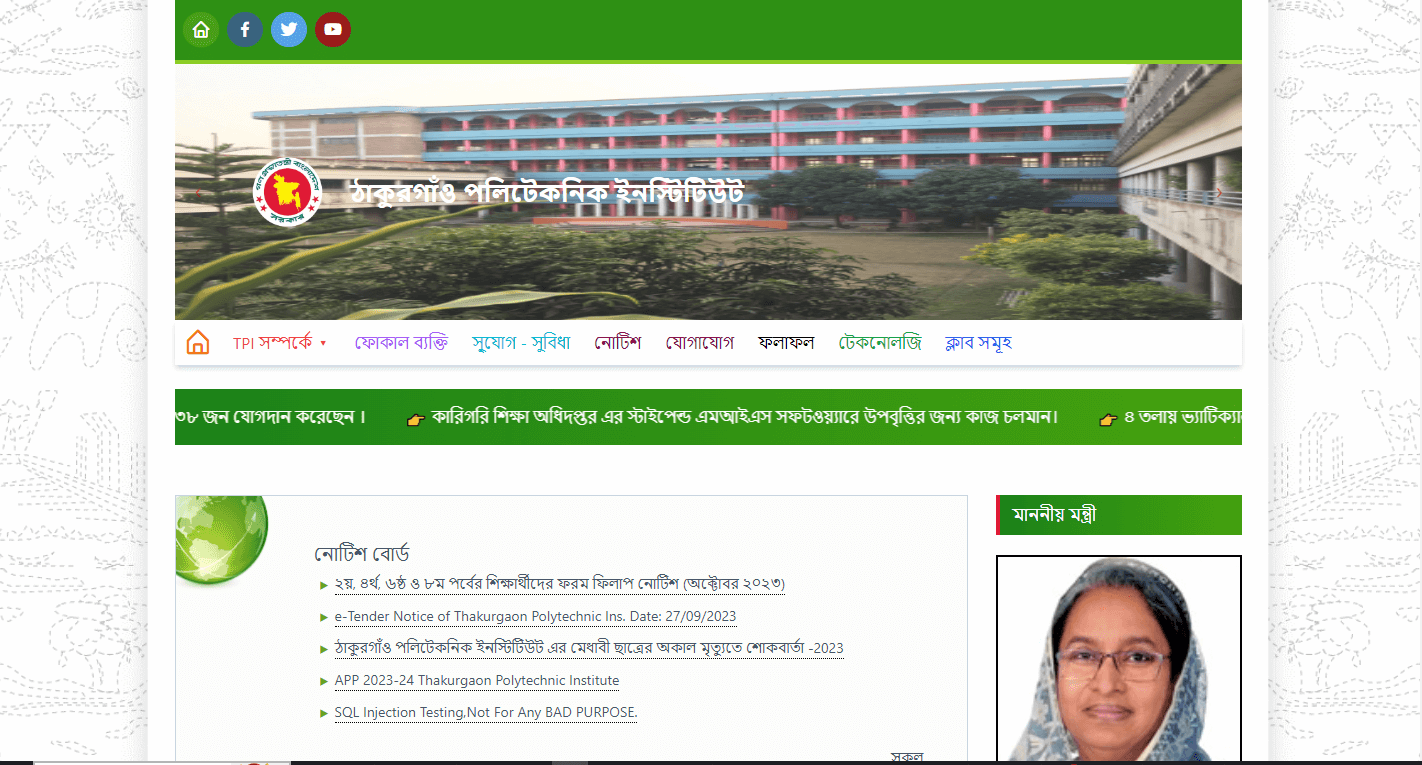 গণপ্রজাতন্ত্রী বাংলাদেশ
সরকার
ঠাকুরগাঁও পলিটেকনিক ইনস্টিটিউট
TPI সম্পর্কে ফোকাল ব্যক্তি সুযোগ - সুবিধা নোটিশ যোগাযোগ ফলাফল টেকনোলজি ক্লাব সমূহ
৩৮ জন যোগদান করেছেন । 👉 কারিগরি শিক্ষা অধিদপ্তর এর স্টাইপেন্ড এমআইএস সফটওয়্যারে উপবৃত্তির জন্য কাজ চলমান। 👉 ৪ তলায় ভ্যাটিক্যা
মাননীয় মন্ত্রী
নোটিশ বোর্ড
২য়, ৪র্থ, ৬ষ্ঠ ও ৮ম পর্বের শিক্ষার্থীদের ফরম ফিলাপ নোটিশ (অক্টোবর ২০২৩)
e-Tender Notice of Thakurgaon Polytechnic Ins. Date: 27/09/2023
ঠাকুরগাঁও পলিটেকনিক ইনস্টিটিউট এর মেধাবী ছাত্রের অকাল মৃত্যুতে শোকবার্তা -2023
APP 2023-24 Thakurgaon Polytechnic Institute
SQL Injection Testing,Not For Any BAD PURPOSE.
সকল